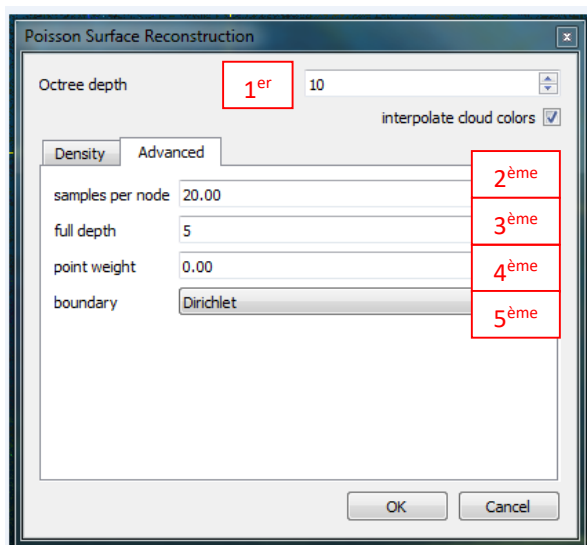 Poisson Surface Reconstruction
Octree depth 1er 10
interpolate cloud colors
Density Advanced
samples per node 20.00 2ème
full depth 5 3ème
point weight 0.00 4ème
boundary Dirichlet 5ème
OK Cancel